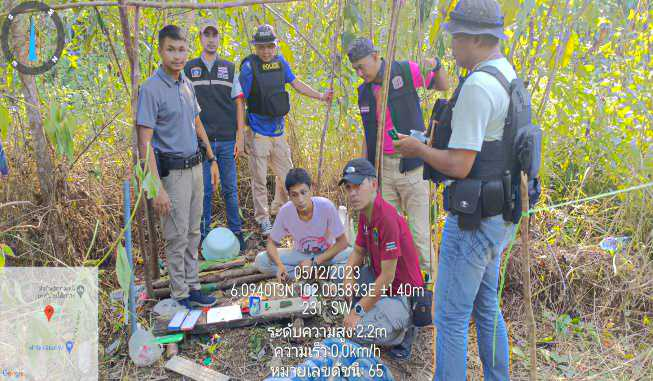 POLICE
05/12/2023
6.094013N 102.005893E ±1.40m
231 SW
ระดับความสูง:2.2m
ความเร็ว:0.0km/h
หมายเลขดัชนี: 65
Google